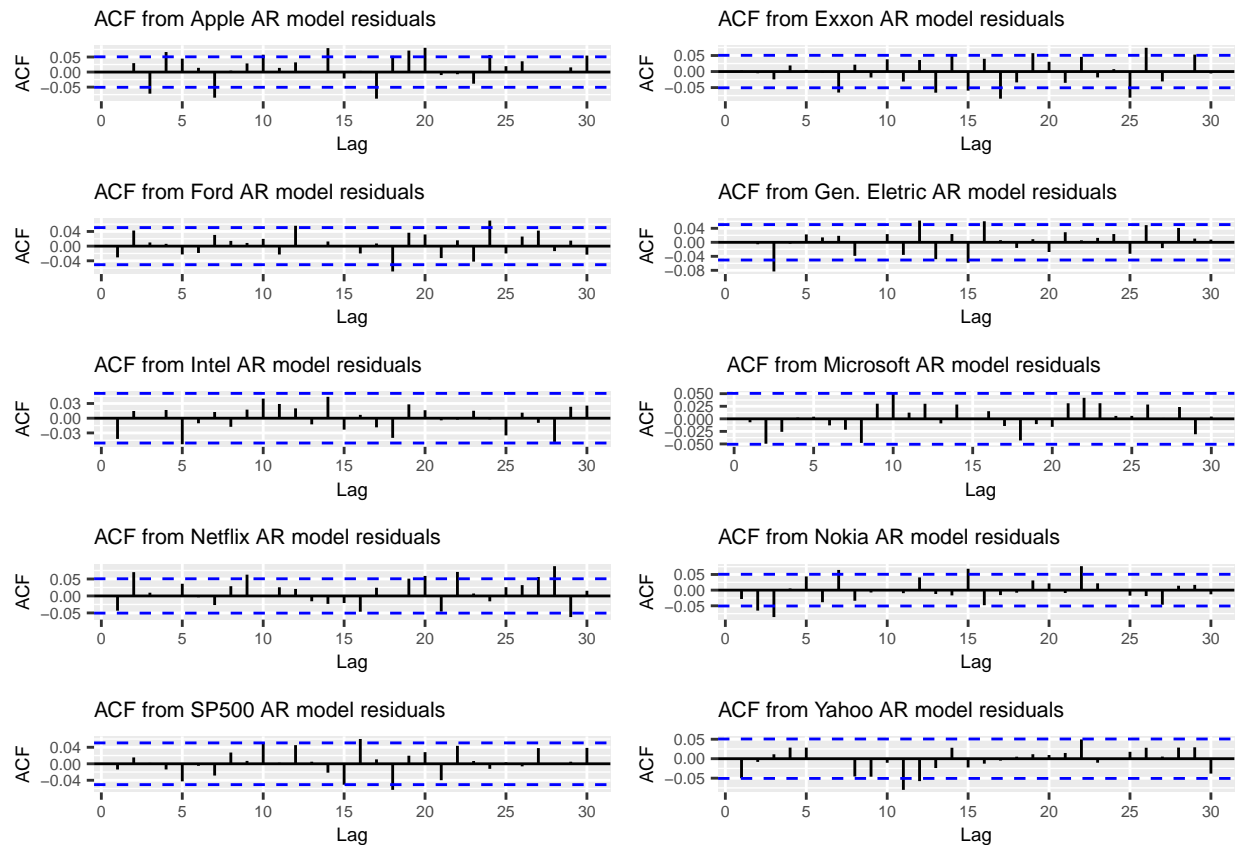 ACF from Apple AR model residuals
ACF
0.05
0.00
−0.05
0 5 10 15 20 25 30
Lag
ACF from Exxon AR model residuals
ACF
0.05
0.00
−0.05
0 5 10 15 20 25 30
Lag
ACF from Ford AR model residuals
ACF
0.04
0.00
−0.04
0 5 10 15 20 25 30
Lag
ACF from Gen. Eletric AR model residuals
ACF
0.04
0.00
−0.04
−0.08
0 5 10 15 20 25 30
Lag
ACF from Intel AR model residuals
ACF
0.03
0.00
−0.03
0 5 10 15 20 25 30
Lag
ACF from Microsoft AR model residuals
ACF
0.050
0.025
0.000
−0.025
−0.050
0 5 10 15 20 25 30
Lag
ACF from Netflix AR model residuals
ACF
0.05
0.00
−0.05
0 5 10 15 20 25 30
Lag
ACF from Nokia AR model residuals
ACF
0.05
0.00
−0.05
0 5 10 15 20 25 30
Lag
ACF from SP500 AR model residuals
ACF
0.04
0.00
−0.04
0 5 10 15 20 25 30
Lag
ACF from Yahoo AR model residuals
ACF
0.05
0.00
−0.05
0 5 10 15 20 25 30
Lag